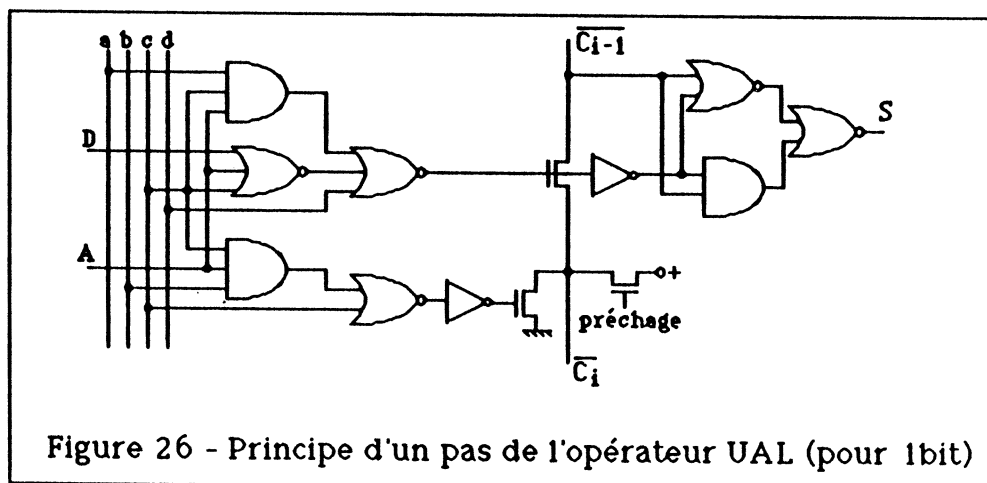 a b c d
C̅i̅-̅1̅
S
D
A
+
préchage
C̅i̅
Figure 26 - Principe d'un pas de l'opérateur UAL (pour 1bit)